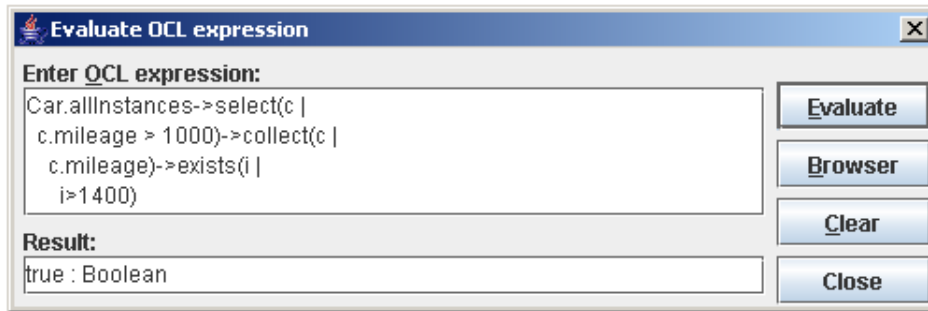 Evaluate OCL expression
Enter OCL expression:
Car.allInstances->select(c |
c.mileage > 1000)->collect(c |
c.mileage)->exists(i |
i>1400)
Evaluate
Browser
Clear
Result:
true : Boolean
Close